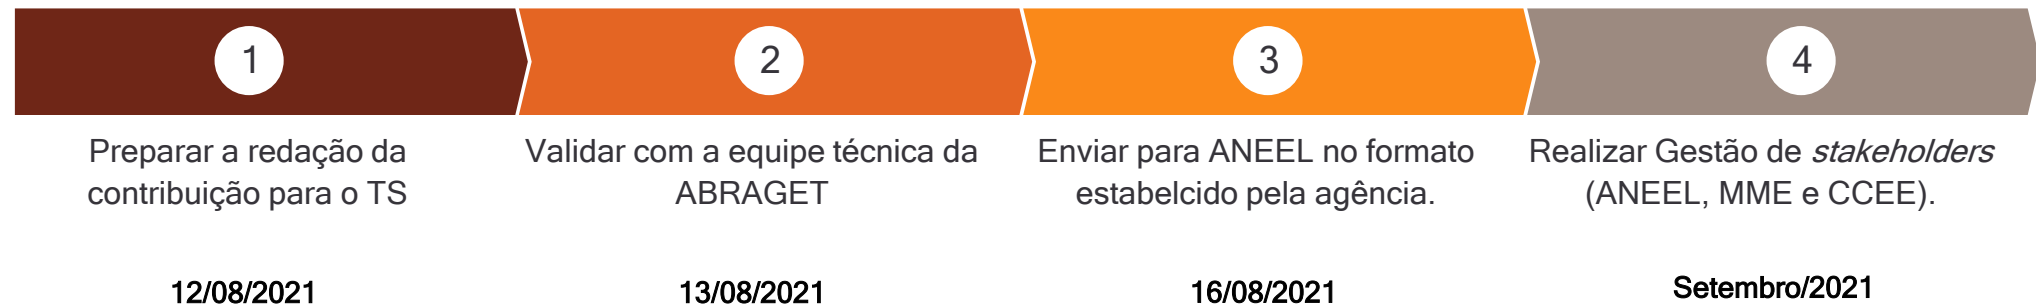 1
Preparar a redação da
contribuição para o TS
12/08/2021
2
Validar com a equipe técnica da
ABRAGET
13/08/2021
3
Enviar para ANEEL no formato
estabelcido pela agência.
16/08/2021
4
Realizar Gestão de stakeholders
(ANEEL, MME e CCEE).
Setembro/2021